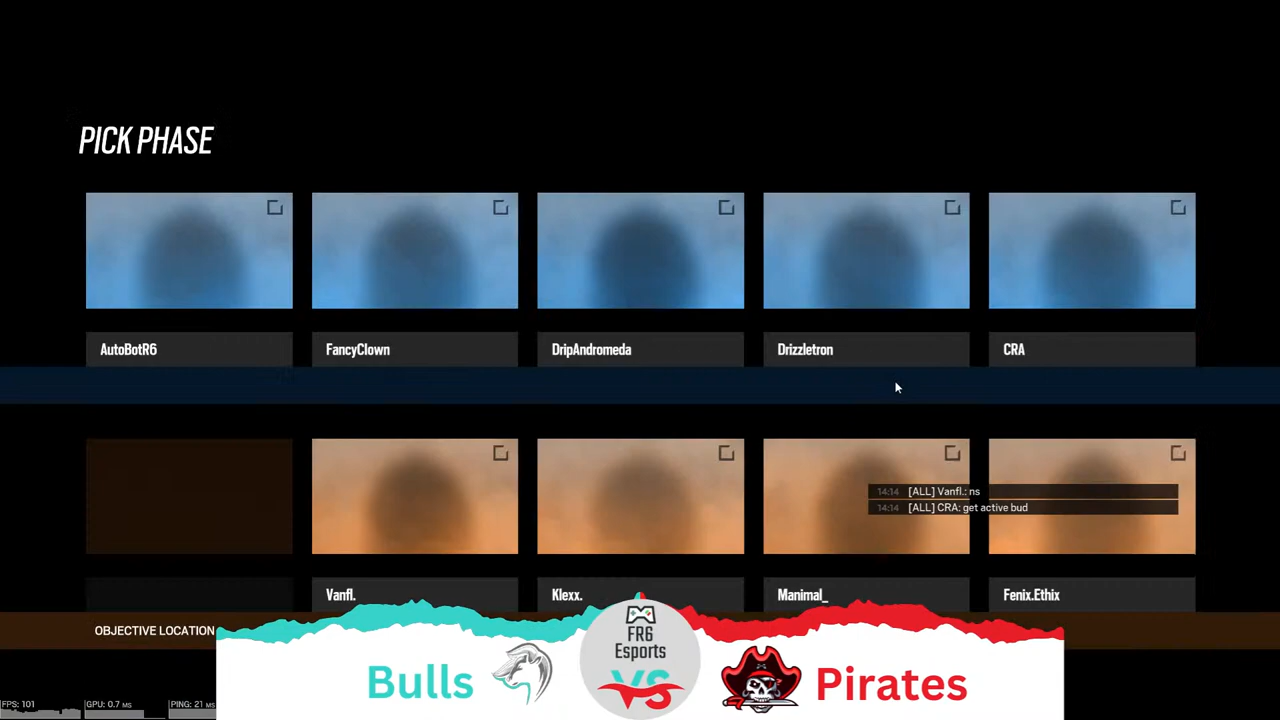 PICK PHASE
AutoBotR6
FancyClown
DripAndromeda
Drizzletron
CRA
14:14 [ALL] Vanfl.: ns
14:14 [ALL] CRA: get active bud
Vanfl.
Klexx.
Manimal_
Fenix.Ethix
OBJECTIVE LOCATION
FR6
Esports
VS
Bulls
Pirates
FPS: 101
GPU: 0.7 MS
PING: 21 MS